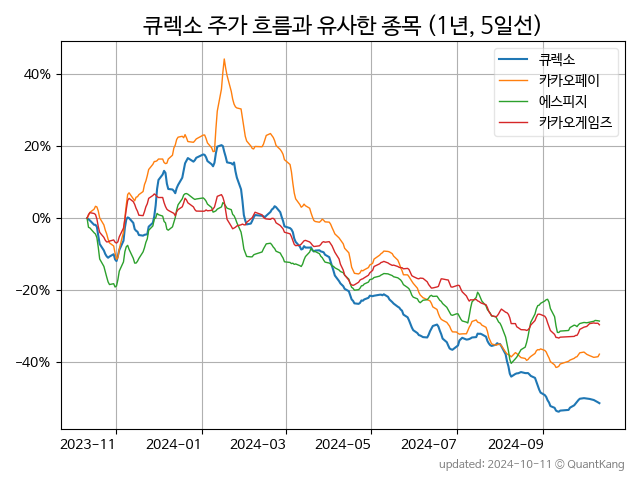 큐렉소 주가 흐름과 유사한 종목 (1년, 5일선)
큐렉소
카카오페이
에스피지
카카오게임즈
40%
20%
0%
−20%
−40%
2023-11 2024-01 2024-03 2024-05 2024-07 2024-09
updated: 2024-10-11 © QuantKang